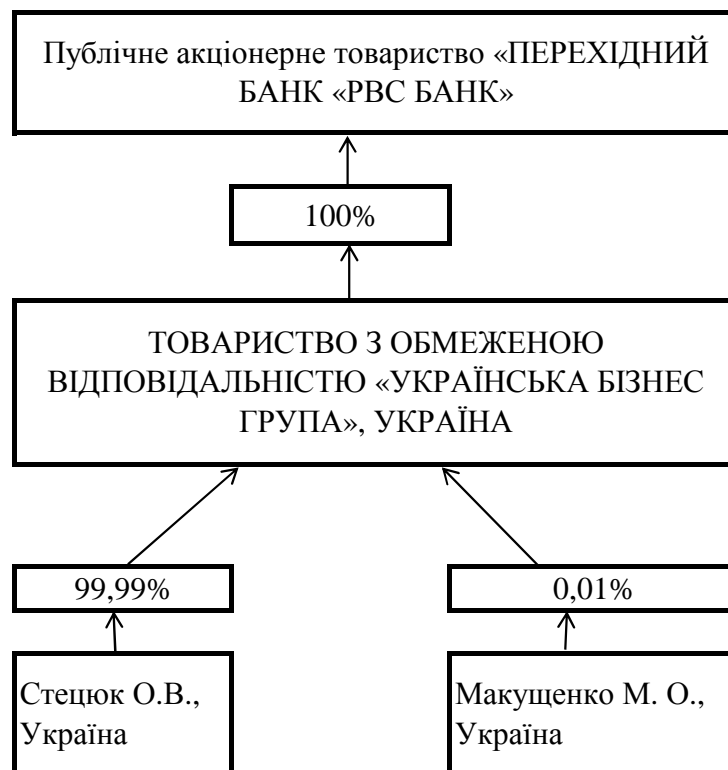 Публічне акціонерне товариство «ПЕРЕХІДНИЙ
БАНК «РВС БАНК»
100%
ТОВАРИСТВО З ОБМЕЖЕНОЮ
ВІДПОВІДАЛЬНІСТЮ «УКРАЇНСЬКА БІЗНЕС
ГРУПА», УКРАЇНА
99,99%
0,01%
Стецюк О.В.,
Україна
Макущенко М. О.,
Україна